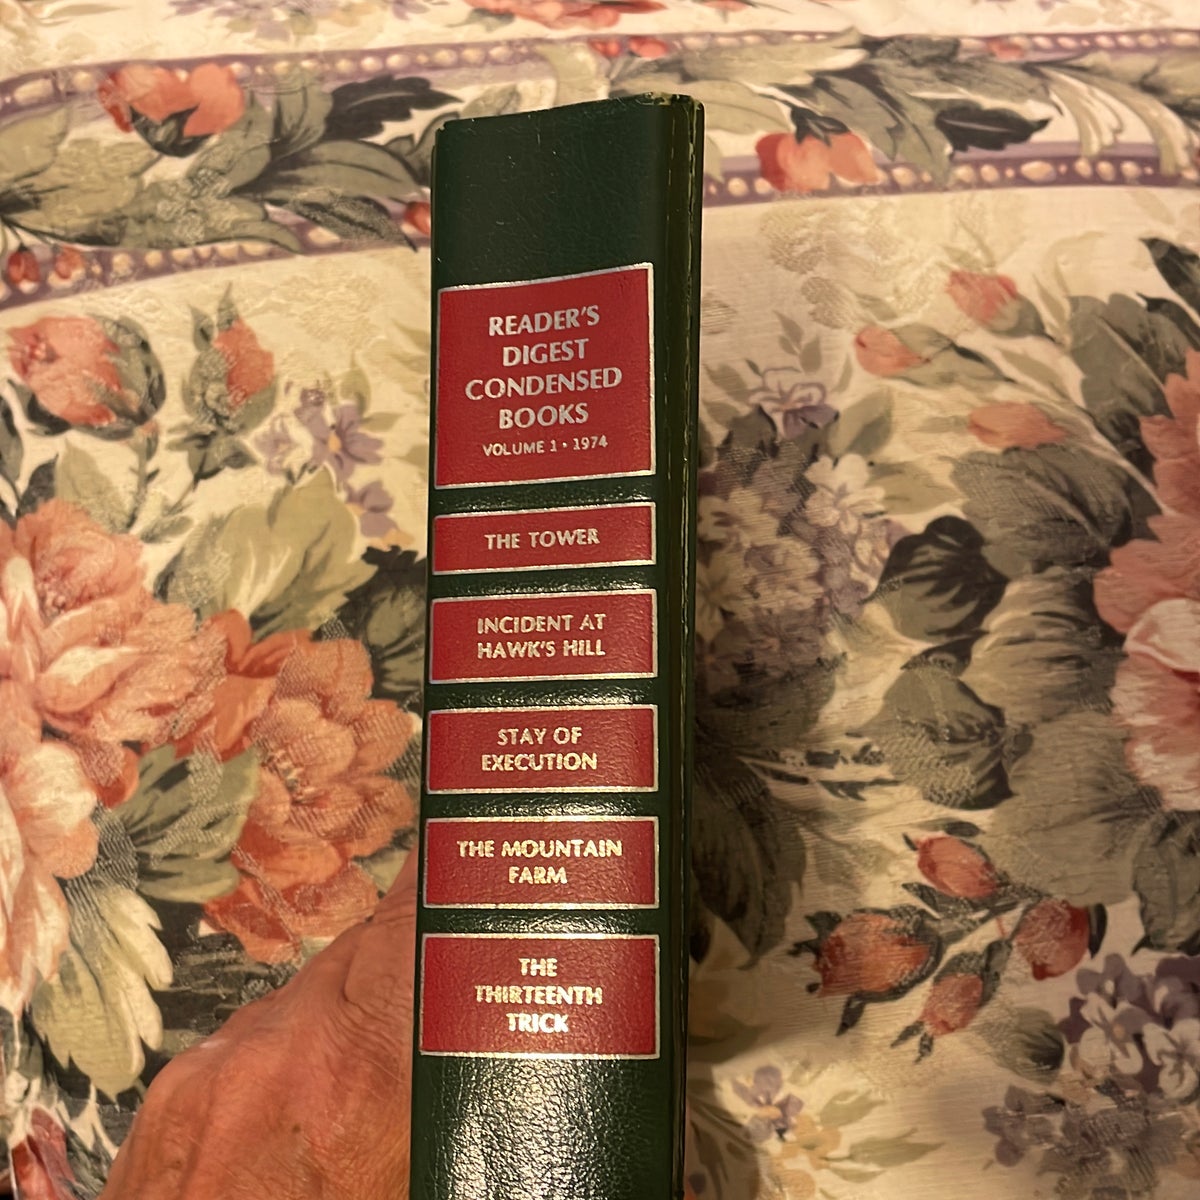 READER'S
DIGEST
CONDENSED
BOOKS
VOLUME 1 • 1974
THE TOWER
INCIDENT AT
HAWK'S HILL
STAY OF
EXECUTION
THE MOUNTAIN
FARM
THE
THIRTEENTH
TRICK